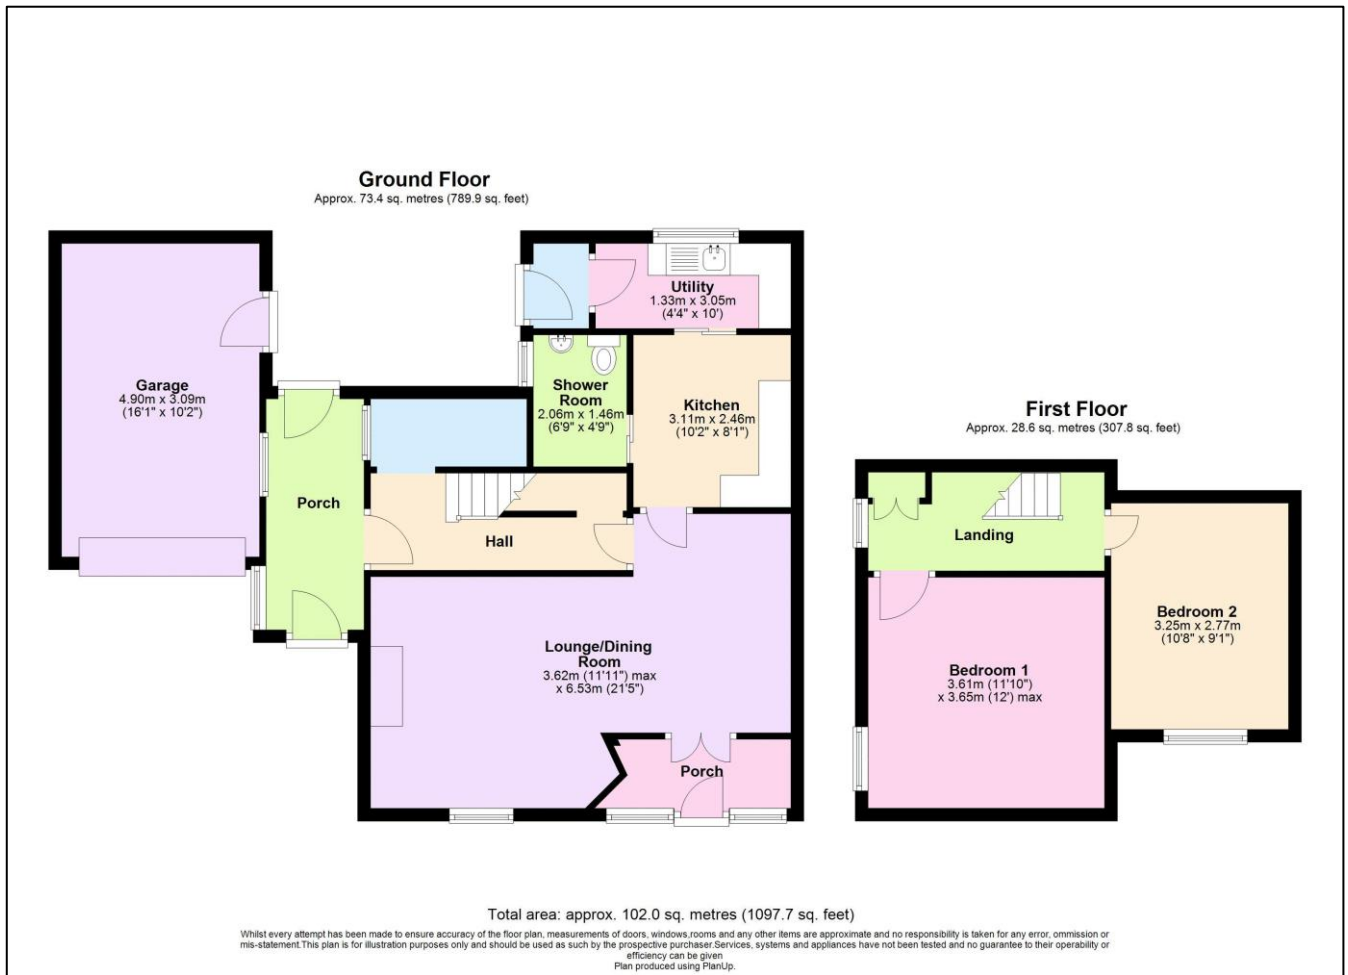 Ground Floor
Approx. 73.4 sq. metres (789.9 sq. feet)
Utility
1.33m x 3.05m
(4'4" x 10')
Garage
4.90m x 3.09m
(16'1" x 10'2")
Shower
Room
2.06m x 1.46m
(6'9" x 4'9")
Kitchen
3.11m x 2.46m
(10'2" x 8'1")
Porch
Hall
Lounge/Dining
Room
3.62m (11'11") max
x 6.53m (21'5")
Porch
First Floor
Approx. 28.6 sq. metres (307.8 sq. feet)
Landing
Bedroom 2
3.25m x 2.77m
(10'8" x 9'1")
Bedroom 1
3.61m (11'10")
x 3.65m (12') max
Total area: approx. 102.0 sq. metres (1097.7 sq. feet)
Whilst every attempt has been made to ensure accuracy of the floor plan, measurements of doors, windows,rooms and any other items are approximate and no responsibility is taken for any error, ommission or
mis-statement.This plan is for illustration purposes only and should be used as such by the prospective purchaser.Services, systems and appliances have not been tested and no guarantee to their operability or
efficiency can be given
Plan produced using PlanUp.